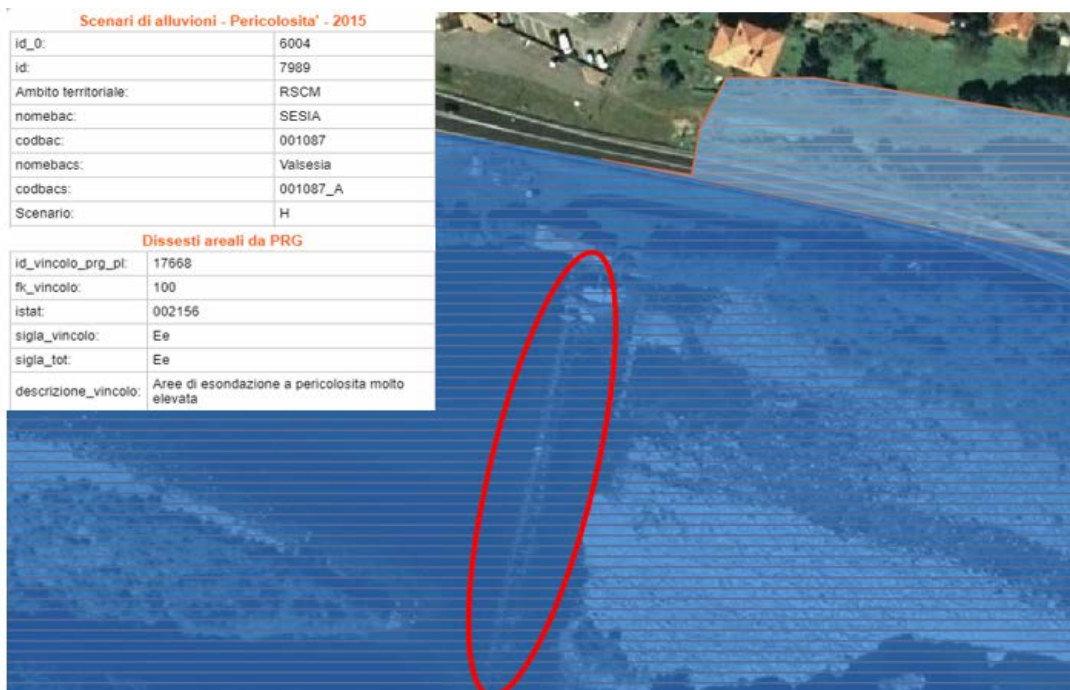 Scenari di alluvioni - Pericolosita' - 2015
id_0: 6004
id: 7989
Ambito territoriale: RSCM
nomebac: SESIA
codbac: 001087
nomebacs: Valsesia
codbacs: 001087_A
Scenario: H
Dissesti areali da PRG
id_vincolo_prg_pl: 17668
fk_vincolo: 100
istat: 002156
sigla_vincolo: Ee
sigla_tot: Ee
descrizione_vincolo: Aree di esondazione a pericolosita molto
elevata